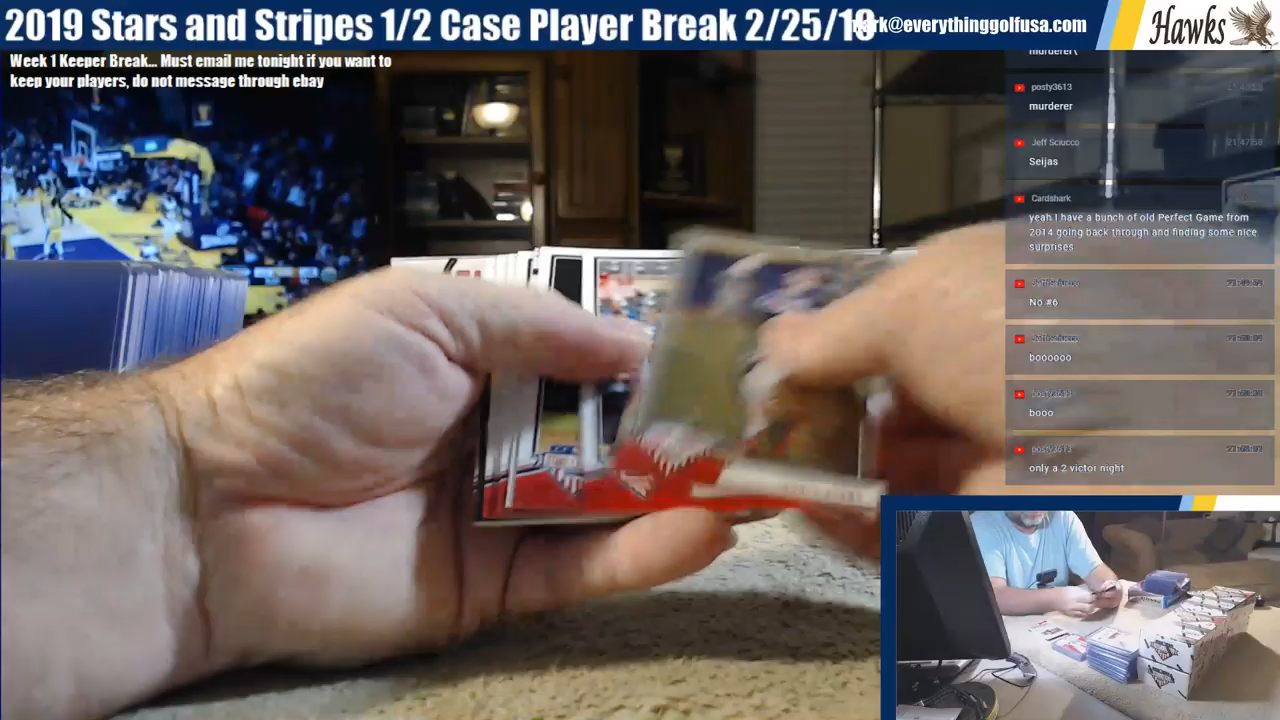 2019 Stars and Stripes 1/2 Case Player Break 2/25/19
@everythinggolfusa.com
Hawks
Week 1 Keeper Break... Must email me tonight if you want to
keep your players, do not message through ebay
posty3613
murderer
Jeff Sciucco
21:47:58
Seijas
Cardshark
yeah I have a bunch of old Perfect Game from
2014 going back through and finding some nice
surprises
No #6
boooooo
booo
posty3613
only a 2 victor night